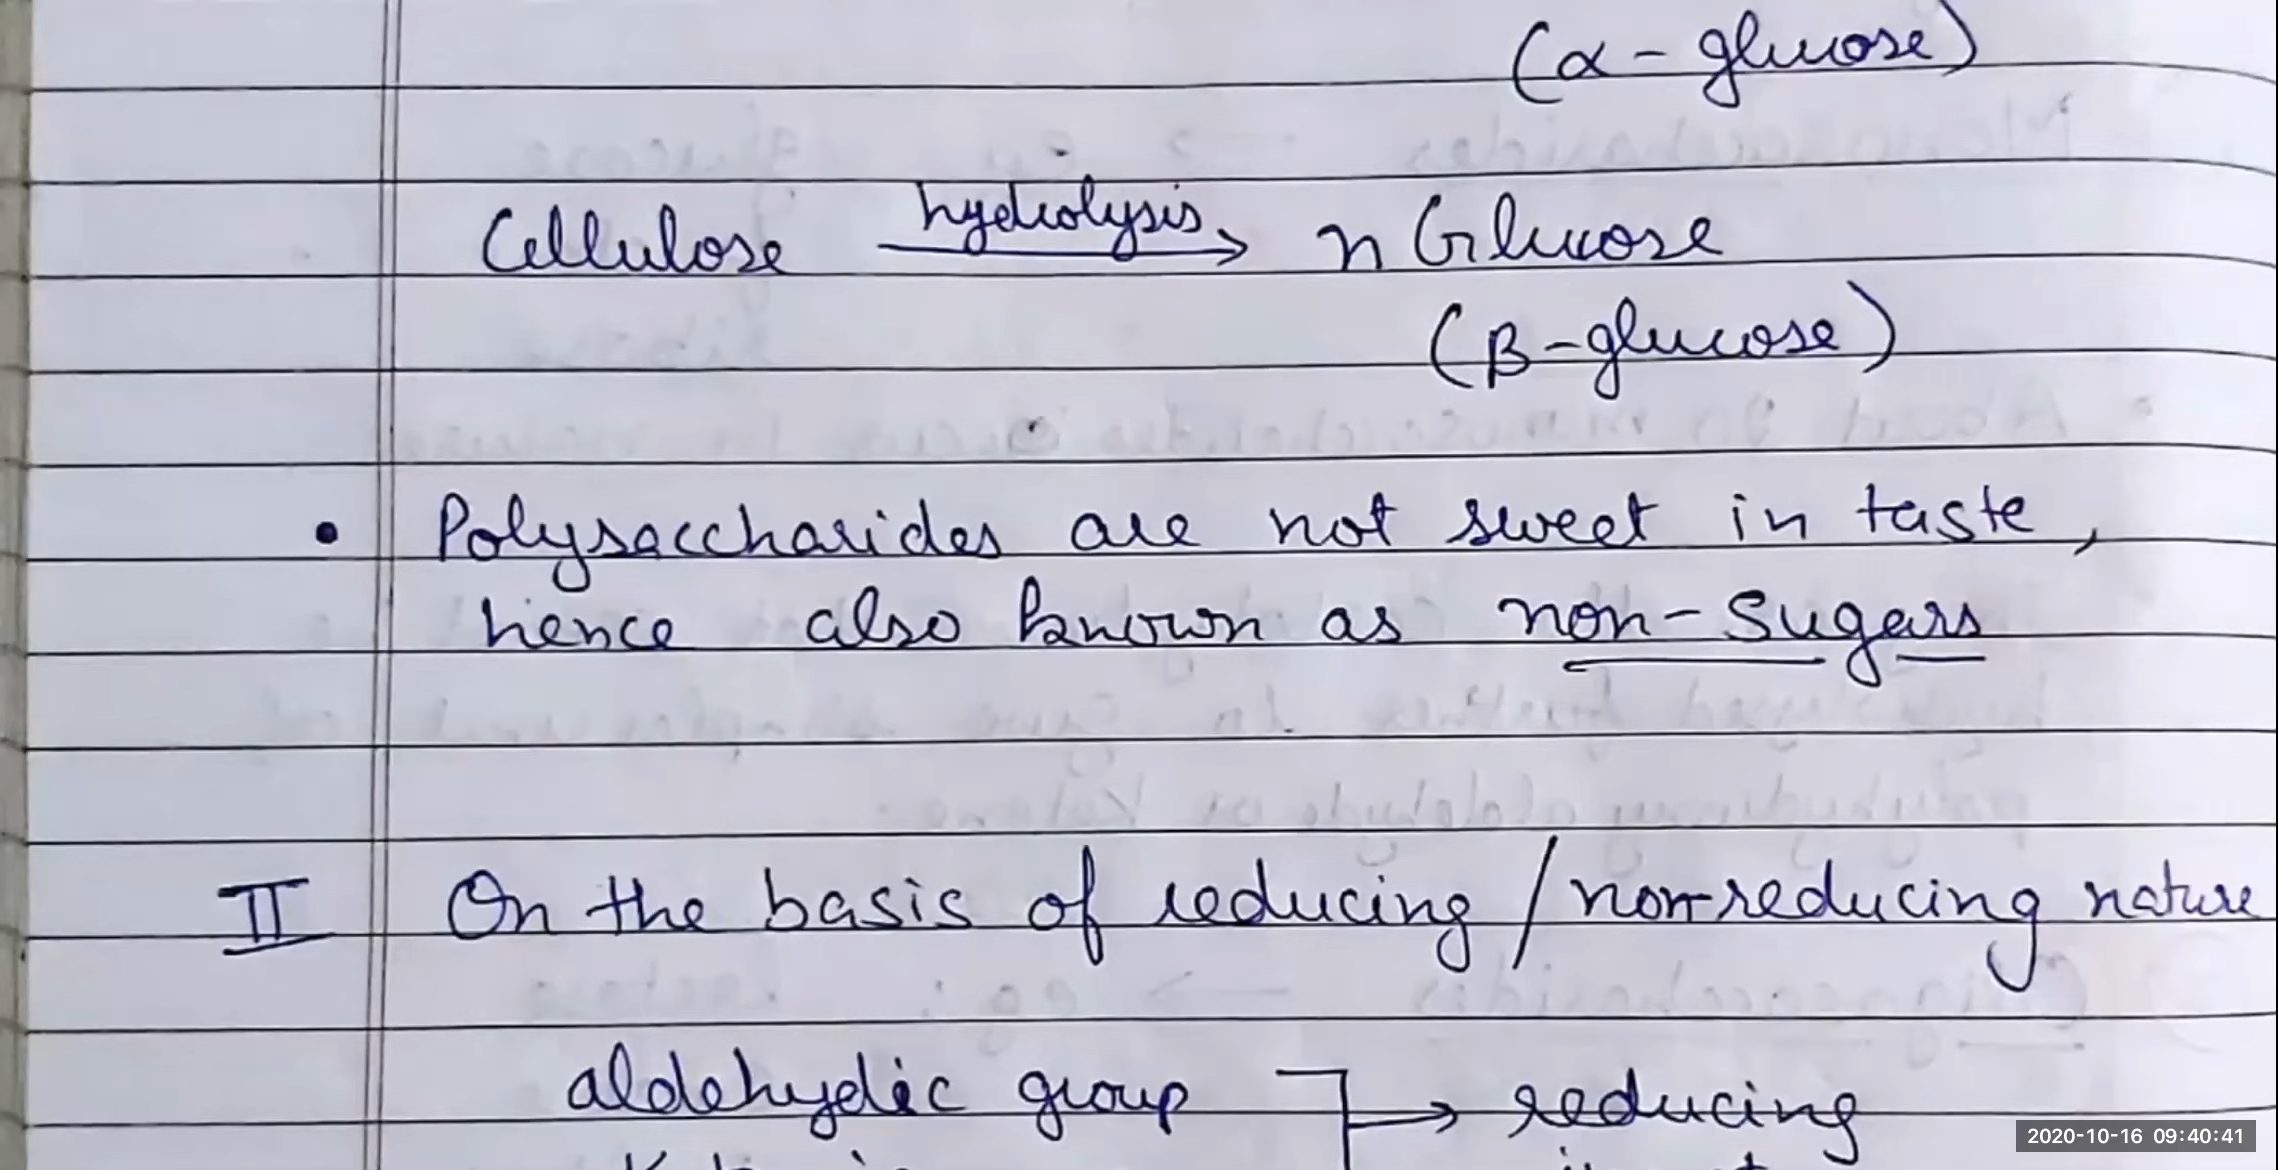 (α - glucose)
Cellulose hydrolysis → n Glucose
(β - glucose)
• Polysaccharides are not sweet in taste,
hence also known as non-sugars
II On the basis of reducing / non-reducing nature
aldehydic group ] → reducing
2020-10-16 09:40:41